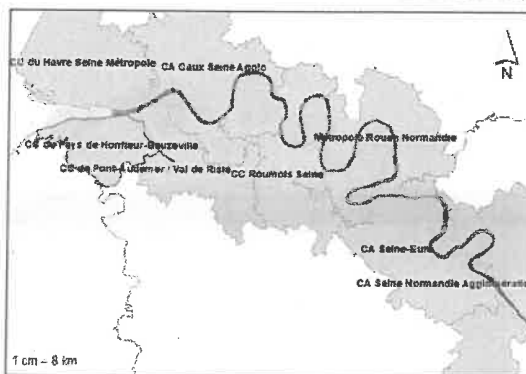 CU du Havre Seine Métropole
CA Caux Seine Agglo
N
CC de Pays de Honfleur-Beuzeville
Métropole Rouen Normandie
CC de Pont-Audemer / Val de Risle
CC Roumois Seine
CA Seine-Eure
CA Seine Normandie Agglomération
1 cm – 8 km